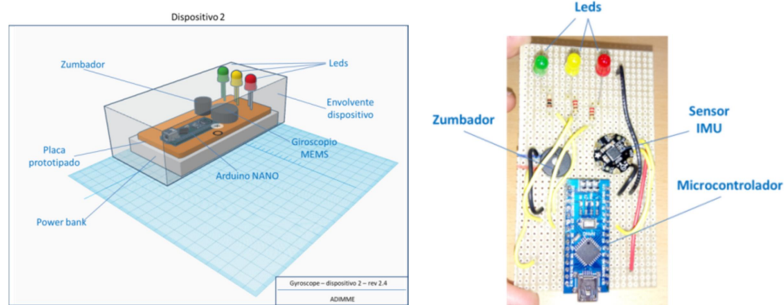 Dispositivo 2
Zumbador
Leds
Envolvente
dispositivo
Placa
prototipado
Giroscopio
MEMS
Arduino NANO
Power bank
Gyroscope – dispositivo 2 – rev 2.4
ADIMME
Leds
Zumbador
Sensor
IMU
Microcontrolador